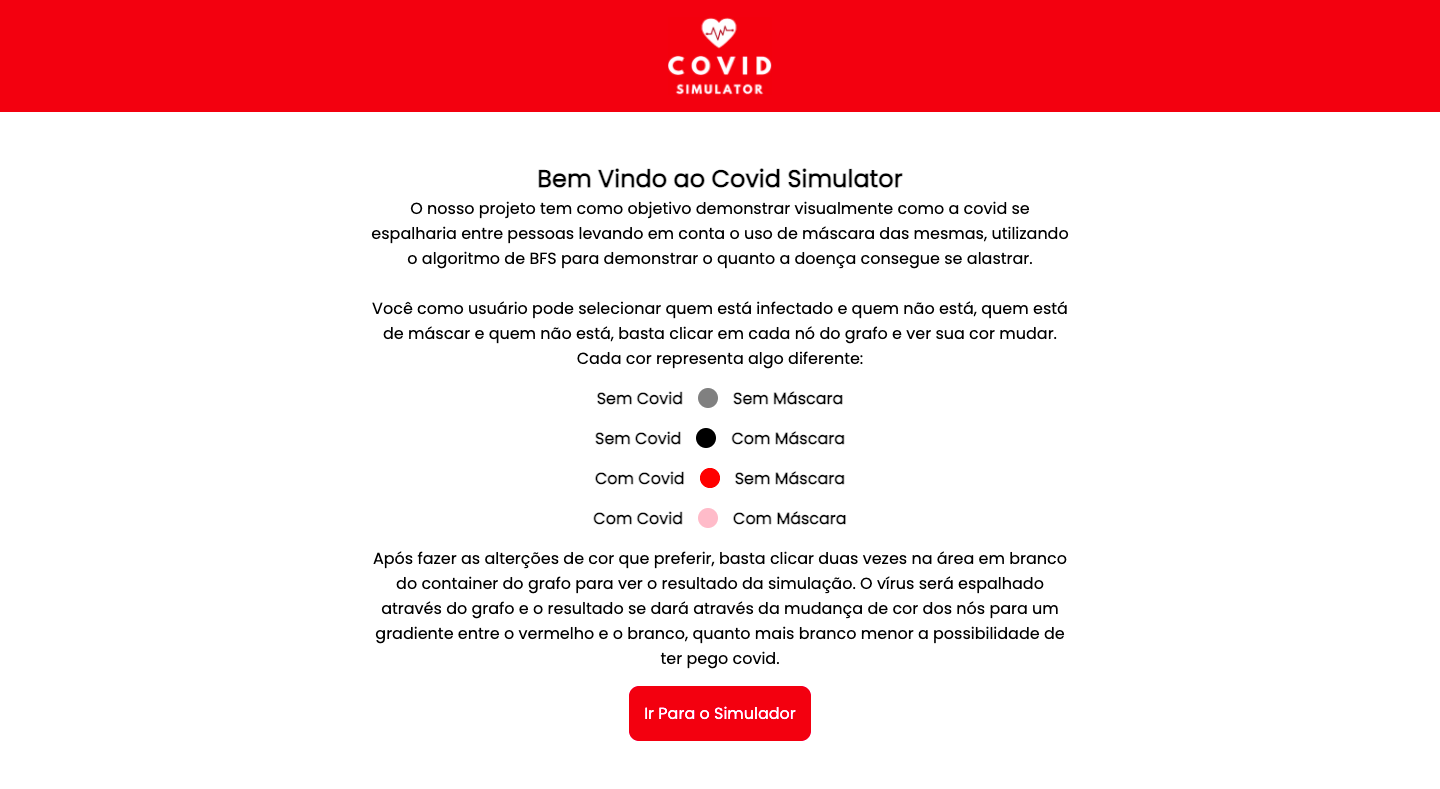 COVID
SIMULATOR
Bem Vindo ao Covid Simulator
O nosso projeto tem como objetivo demonstrar visualmente como a covid se
espalharia entre pessoas levando em conta o uso de máscara das mesmas, utilizando
o algoritmo de BFS para demonstrar o quanto a doença consegue se alastrar.
Você como usuário pode selecionar quem está infectado e quem não está, quem está
de máscar e quem não está, basta clicar em cada nó do grafo e ver sua cor mudar.
Cada cor representa algo diferente:
Sem Covid Sem Máscara
Sem Covid Com Máscara
Com Covid Sem Máscara
Com Covid Com Máscara
Após fazer as alterções de cor que preferir, basta clicar duas vezes na área em branco
do container do grafo para ver o resultado da simulação. O vírus será espalhado
através do grafo e o resultado se dará através da mudança de cor dos nós para um
gradiente entre o vermelho e o branco, quanto mais branco menor a possibilidade de
ter pego covid.
Ir Para o Simulador